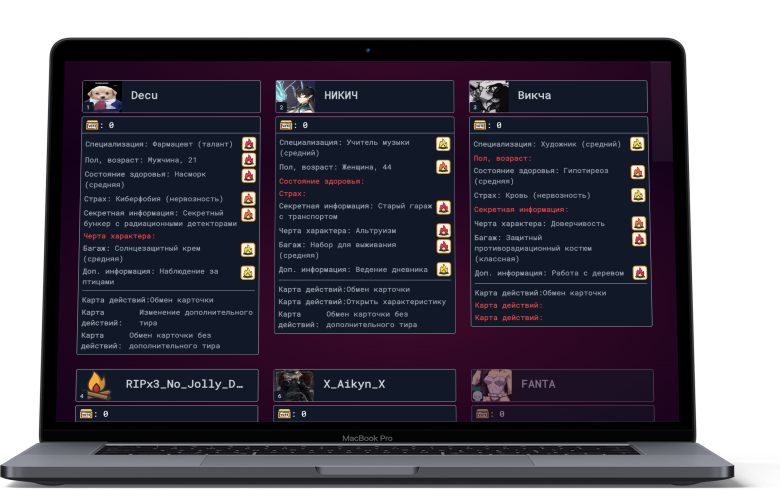 Decu
1
: 0
Специализация: Фармацевт (талант)
Пол, возраст: Мужчина, 21
Состояние здоровья: Насморк
(средняя)
Страх: Киберфобия (нервозность)
Секретная информация: Секретный
бункер с радиационными детекторами
Черта характера:
Багаж: Солнцезащитный крем
(средняя)
Доп. информация: Наблюдение за
птицами
Карта действий:Обмен карточки
Карта действий: Изменение дополнительного
тира
Карта действий: Обмен карточки без
дополнительного тира
НИКИЧ
2
: 0
Специализация: Учитель музыки
(средний)
Пол, возраст: Женщина, 44
Состояние здоровья:
Страх:
Секретная информация: Старый гараж
с транспортом
Черта характера: Альтруизм
Багаж: Набор для выживания
(средняя)
Доп. информация: Ведение дневника
Карта действий:Обмен карточки
Карта действий:Открыть характеристику
Карта действий: Обмен карточки без
дополнительного тира
Викча
3
: 0
Специализация: Художник (средний)
Пол, возраст:
Состояние здоровья: Гипотиреоз
(средняя)
Страх: Кровь (нервозность)
Секретная информация:
Черта характера: Доверчивость
Багаж: Защитный
противорадиационный костюм
(классная)
Доп. информация: Работа с деревом
Карта действий:Обмен карточки
Карта действий:
Карта действий:
RIPx3_No_Jolly_D…
4
: 0
X_Aikyn_X
6
: 0
FANTA
: 0
MacBook Pro